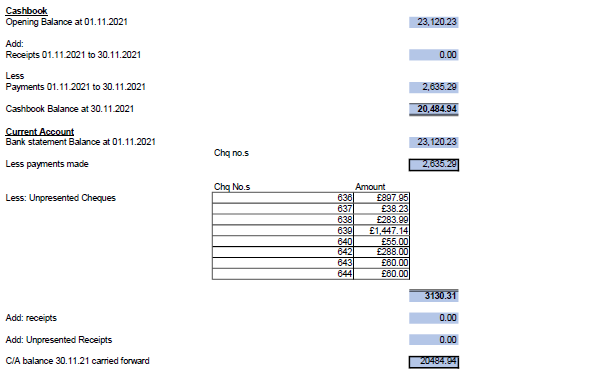 Cashbook
Opening Balance at 01.11.2021 23,120.23
Add:
Receipts 01.11.2021 to 30.11.2021 0.00
Less
Payments 01.11.2021 to 30.11.2021 2,635.29
Cashbook Balance at 30.11.2021 20,484.94
Current Account
Bank statement Balance at 01.11.2021 23,120.23
Chq no.s
Less payments made 2,635.29
Chq No.s Amount
Less: Unpresented Cheques 636 £897.95
637 £38.23
638 £283.99
639 £1,447.14
640 £55.00
642 £288.00
643 £60.00
644 £60.00
3130.31
Add: receipts 0.00
Add: Unpresented Receipts 0.00
C/A balance 30.11.21 carried forward 20484.94